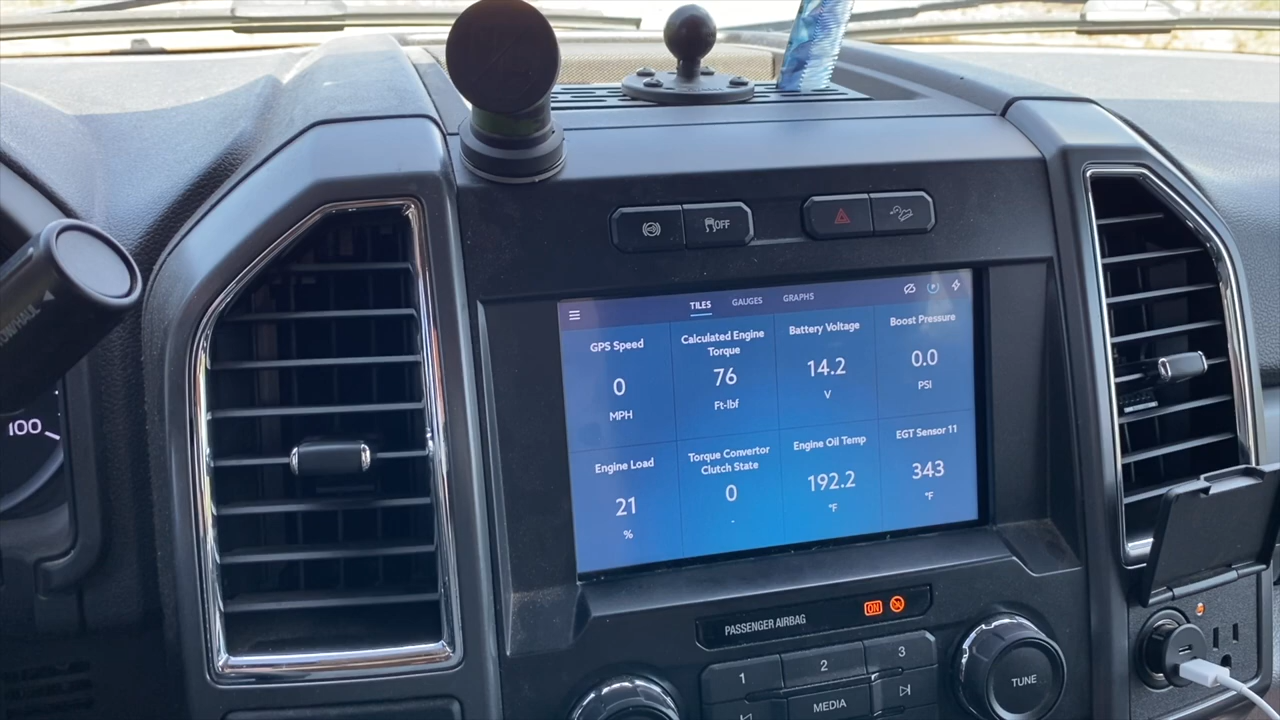 OFF
TILES
GAUGES
GRAPHS
GPS Speed
0
MPH
Calculated Engine
Torque
76
Ft-lbf
Battery Voltage
14.2
V
Boost Pressure
0.0
PSI
Engine Load
21
%
Torque Convertor
Clutch State
0
-
Engine Oil Temp
192.2
°F
EGT Sensor 11
343
°F
100
PASSENGER AIRBAG
ON
1
2
3
MEDIA
TUNE